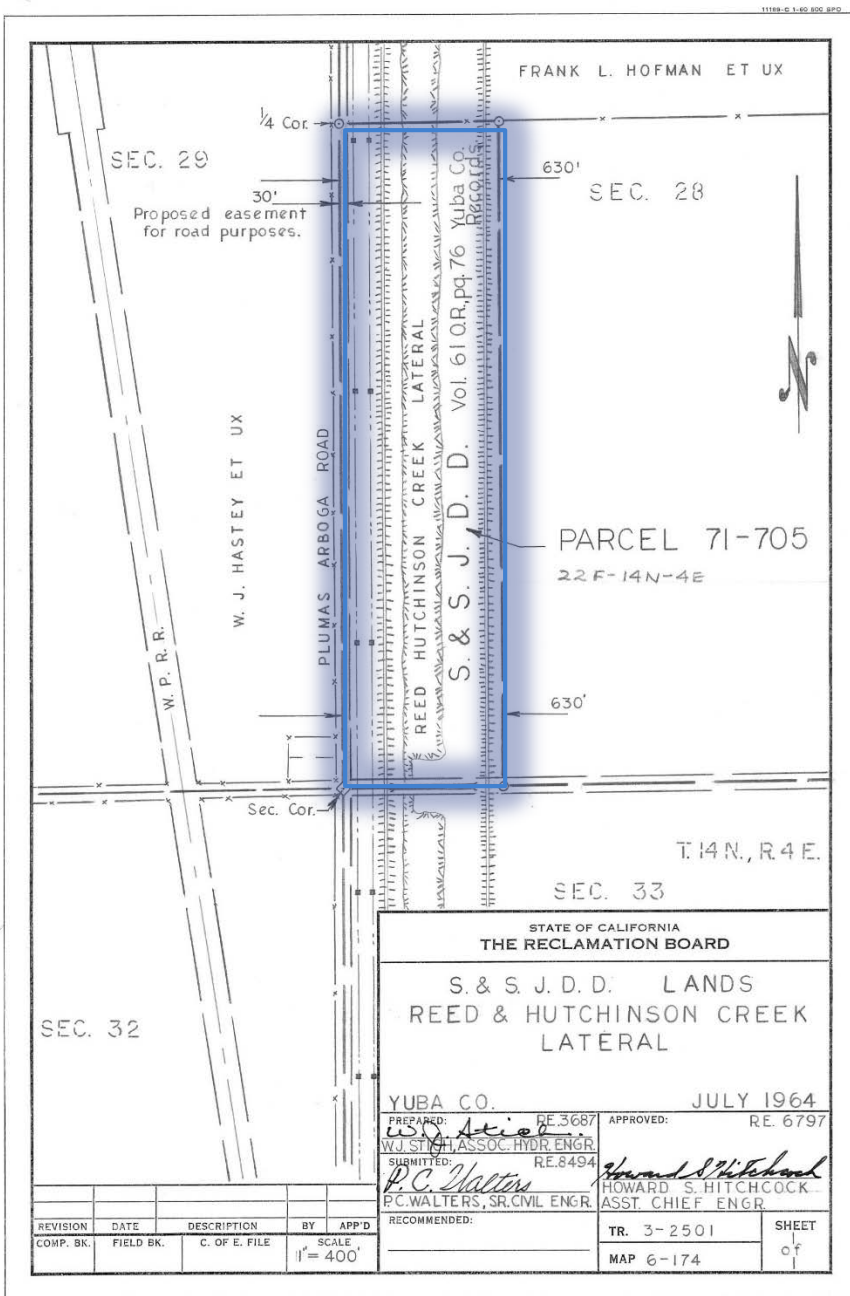 11189-C 1-60 500 SPO
FRANK L. HOFMAN ET UX
1/4 Cor.
SEC. 29
630'
SEC. 28
30'
Proposed easement
for road purposes.
N
W. J. HASTEY ET UX
PLUMAS ARBOGA ROAD
REED HUTCHINSON CREEK LATERAL
S. & S. J. D. D. Vol. 61 O.R., pg. 76 Yuba Co.
Records.
PARCEL 71-705
22F-14N-4E
W. P. R. R.
630'
Sec. Cor.
T. 14 N., R. 4 E.
SEC. 33
SEC. 32
STATE OF CALIFORNIA
THE RECLAMATION BOARD
S. & S. J. D. D. LANDS
REED & HUTCHINSON CREEK
LATERAL
YUBA CO. JULY 1964
PREPARED: R.E. 3687
W. J. Stich
W.J. STICH, ASSOC. HYDR. ENGR.
SUBMITTED: R.E. 8494
P. C. Walters
P.C. WALTERS, SR. CIVIL ENGR.
RECOMMENDED:
APPROVED: R.E. 6797
Howard S Hitchcock
HOWARD S. HITCHCOCK
ASST. CHIEF ENGR.
TR. 3-2501
MAP 6-174
SHEET
1
of
1
REVISION DATE DESCRIPTION BY APP'D
COMP. BK. FIELD BK. C. OF E. FILE SCALE
1" = 400'